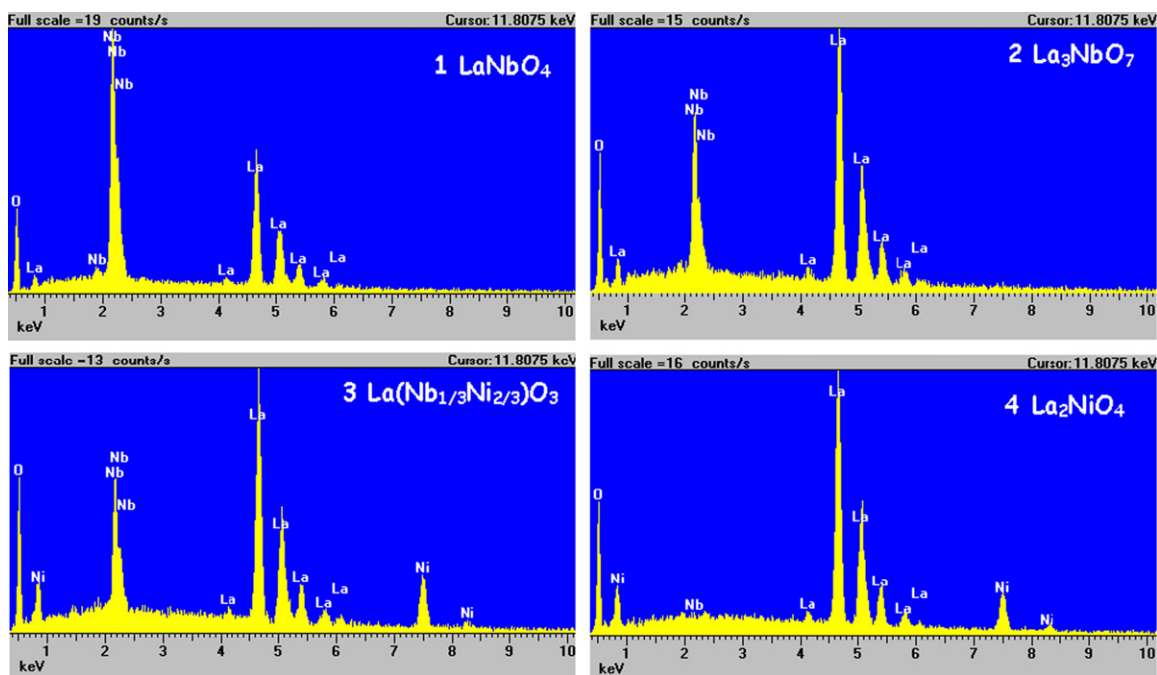 Full scale =19 counts/s Cursor: 11.8075 keV
1 LaNbO₄
Nb
Nb
Nb
La
O
La
La
La
Nb
La
La
La
1 2 3 4 5 6 7 8 9 10
keV
Full scale =15 counts/s Cursor: 11.8075 keV
2 La₃NbO₇
La
Nb
Nb
Nb
O
La
La
La
La
La
La
1 2 3 4 5 6 7 8 9 10
keV
Full scale =13 counts/s Cursor: 11.8075 keV
3 La(Nb₁/₃Ni₂/₃)O₃
La
Nb
Nb
O
Nb
La
Ni
Ni
La
La
La
La
Ni
1 2 3 4 5 6 7 8 9 10
keV
Full scale =16 counts/s Cursor: 11.8075 keV
4 La₂NiO₄
La
O
La
Ni
La
Ni
La
Nb
La
La
Ni
1 2 3 4 5 6 7 8 9 10
keV